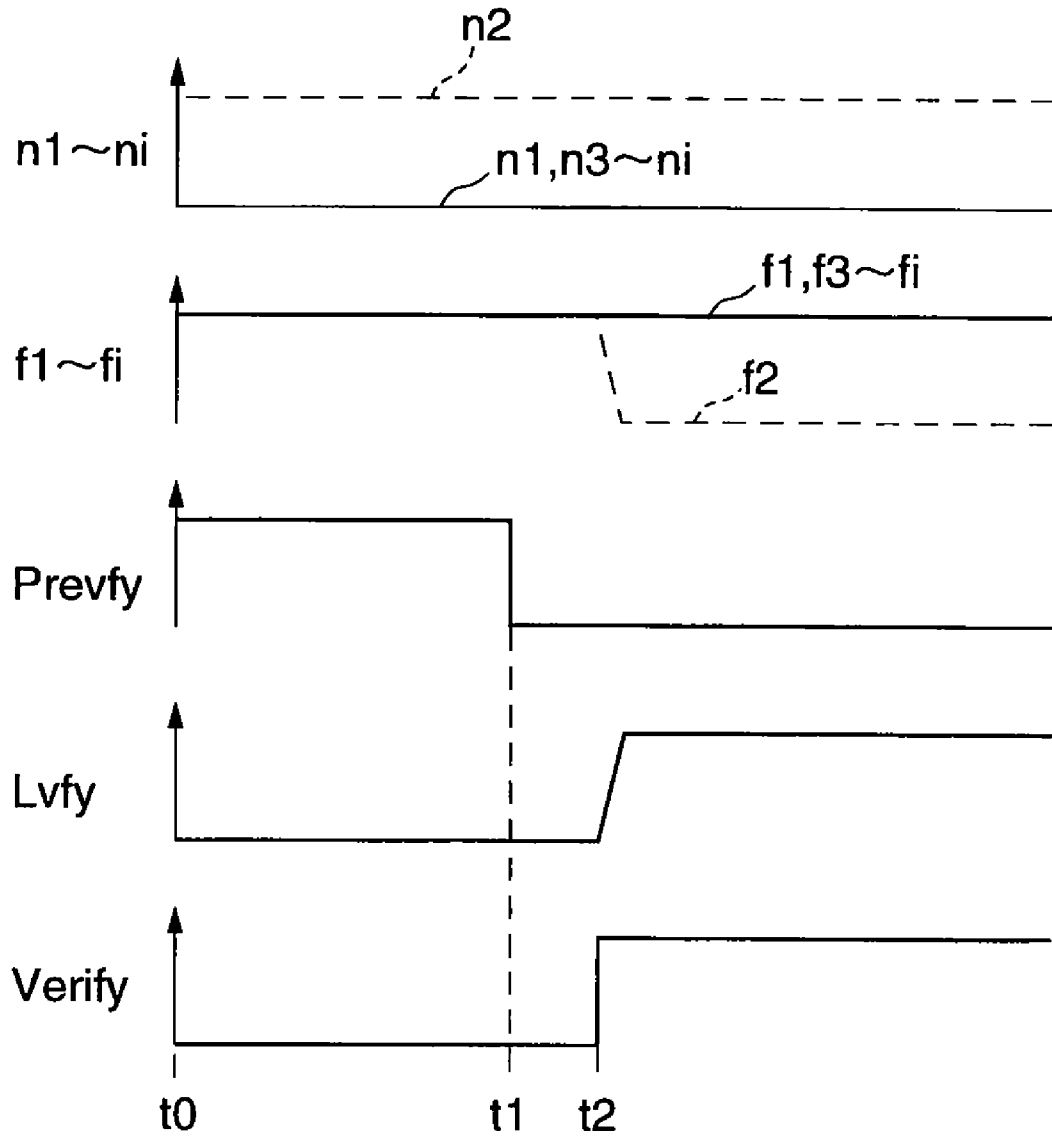 n2
n1～ni
n1,n3～ni
f1,f3～fi
f1～fi
f2
Prevfy
Lvfy
Verify
t0 t1 t2